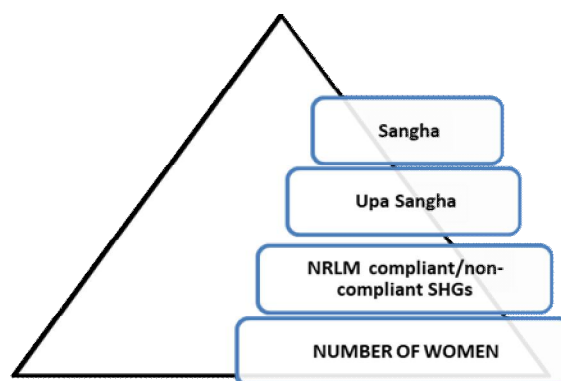 Sangha
Upa Sangha
NRLM compliant/non-
compliant SHGs
NUMBER OF WOMEN